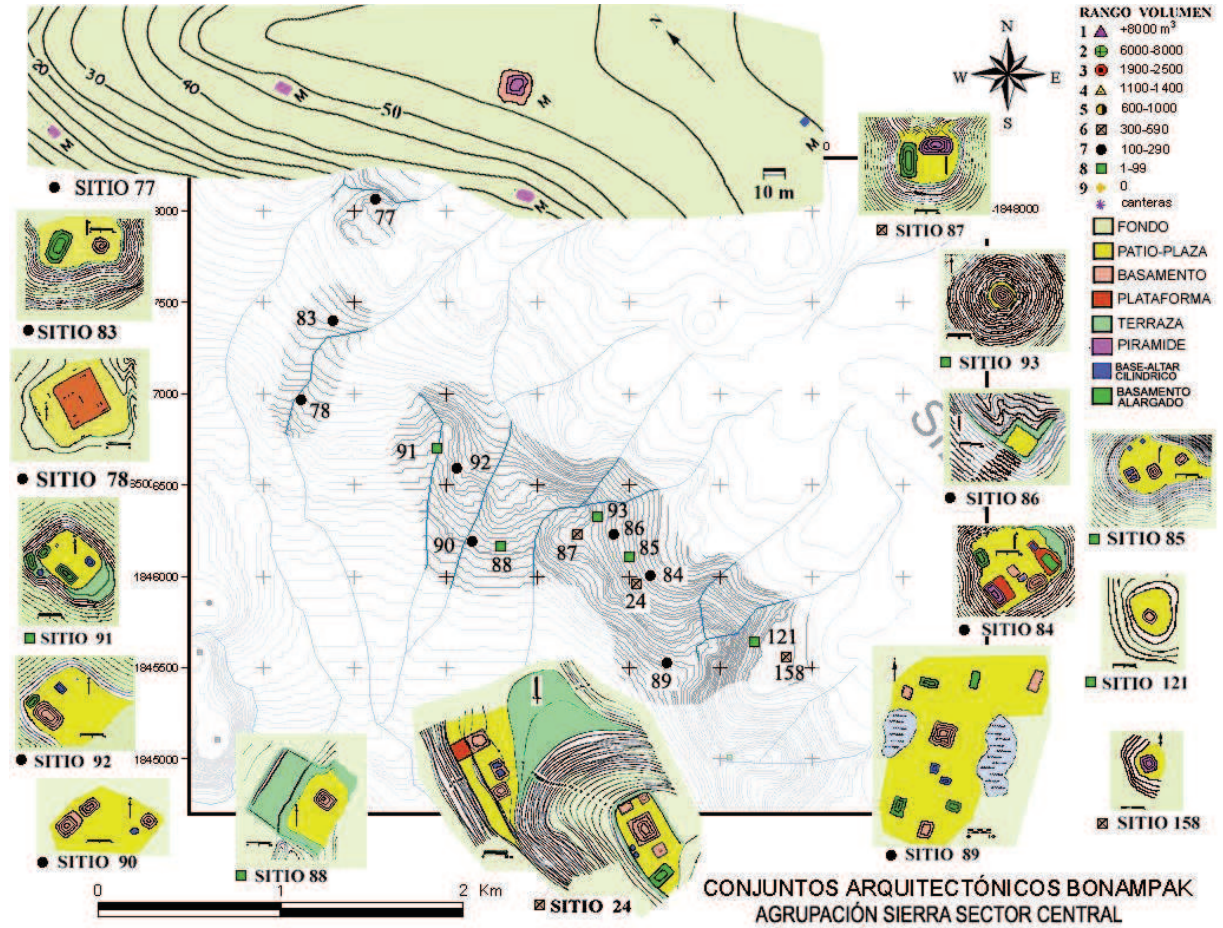 20
30
40
50
M
M
M
M
M
N
10 m
N
W E
S
RANGO VOLUMEN
1 +8000 m³
2 6000-8000
3 1900-2500
4 1100-1400
5 600-1000
6 300-590
7 100-290
8 1-99
9 0
canteras
FONDO
PATIO-PLAZA
BASAMENTO
PLATAFORMA
TERRAZA
PIRAMIDE
BASE-ALTAR CILINDRICO
BASAMENTO ALARGADO
SITIO 77
SITIO 83
SITIO 78
SITIO 91
SITIO 92
SITIO 90
SITIO 88
SITIO 24
SITIO 87
SITIO 93
SITIO 86
SITIO 85
SITIO 84
SITIO 121
SITIO 89
SITIO 158
3000
7500
7000
6500
1846000
1845500
1845000
0
1848000
77
83
78
91
92
93
86
87
85
90
88
84
24
121
89
158
0 1 2 Km
CONJUNTOS ARQUITECTÓNICOS BONAMPAK
AGRUPACIÓN SIERRA SECTOR CENTRAL